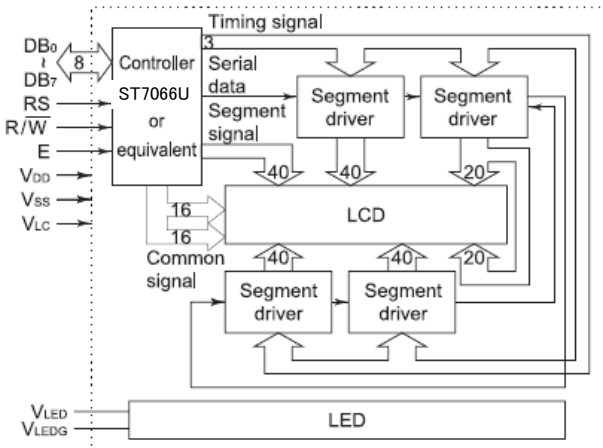 Timing signal
DB0
~
DB7
8
Controller
ST7066U
or
equivalent
3
Serial
data
Segment
signal
Segment
driver
Segment
driver
RS
R/W̅
E
VDD
VSS
VLC
40
40
20
16
16
LCD
Common
signal
40
40
20
Segment
driver
Segment
driver
VLED
VLEDG
LED